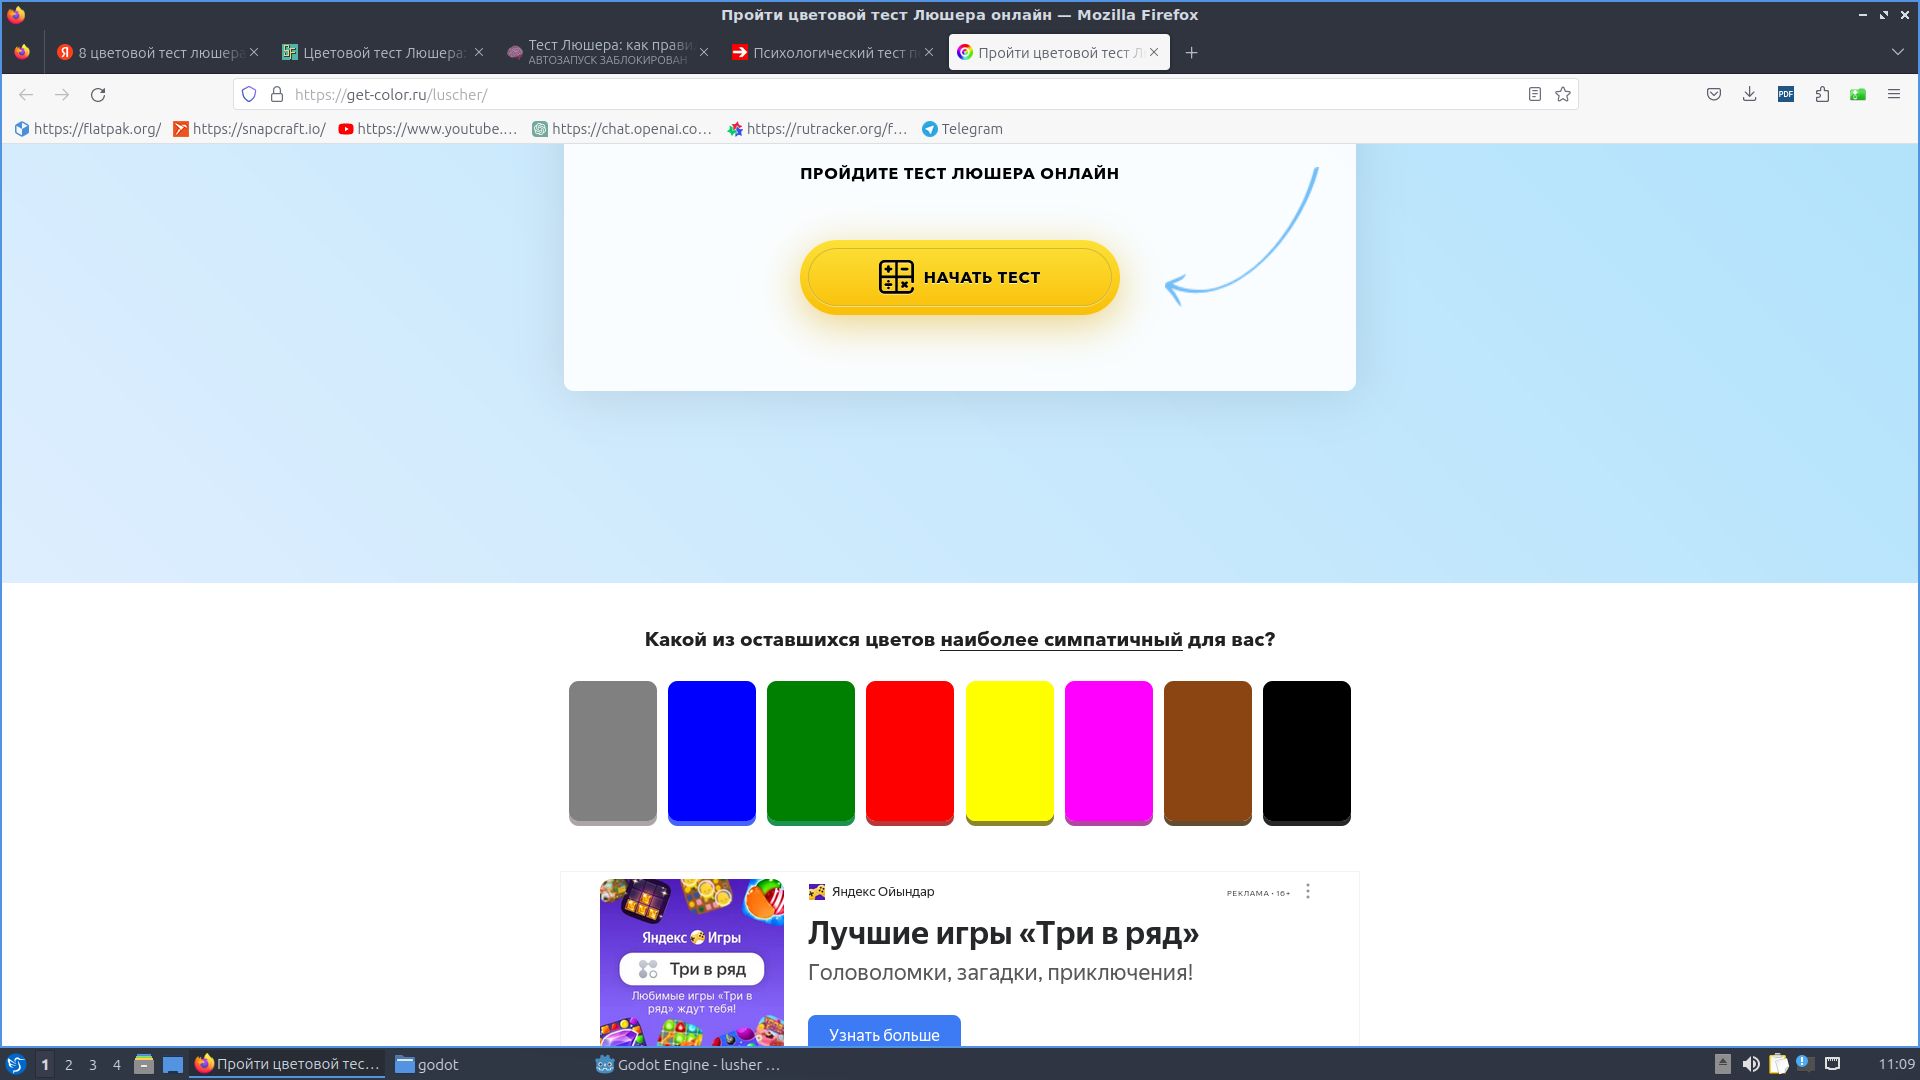 Пройти цветовой тест Люшера онлайн — Mozilla Firefox
8 цветовой тест люшера
Цветовой тест Люшера:
Тест Люшера: как прави
АВТОЗАПУСК ЗАБЛОКИРОВАН
Психологический тест п
Пройти цветовой тест Л
https://get-color.ru/luscher/
PDF
https://flatpak.org/
https://snapcraft.io/
https://www.youtube....
https://chat.openai.co...
https://rutracker.org/f...
Telegram
ПРОЙДИТЕ ТЕСТ ЛЮШЕРА ОНЛАЙН
НАЧАТЬ ТЕСТ
Какой из оставшихся цветов наиболее симпатичный для вас?
Яндекс Ойындар
РЕКЛАМА • 16+
Лучшие игры «Три в ряд»
Головоломки, загадки, приключения!
Узнать больше
Яндекс Игры
Три в ряд
Любимые игры «Три в
ряд» ждут тебя!
1 2 3 4
Пройти цветовой тес...
godot
Godot Engine - lusher ...
11:09